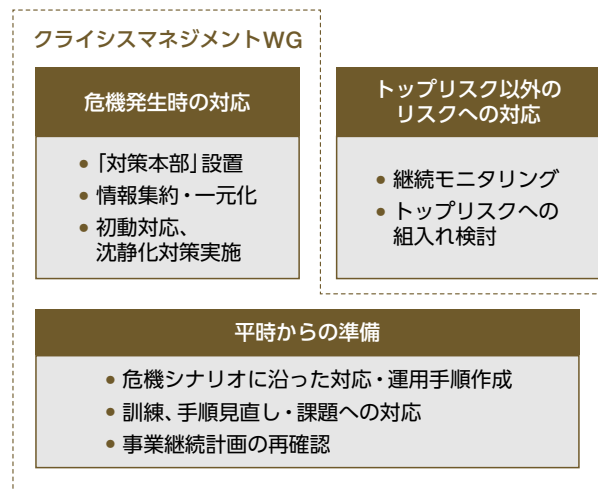 クライシスマネジメントWG
危機発生時の対応
•「対策本部」設置
• 情報集約・一元化
• 初動対応、
沈静化対策実施
トップリスク以外の
リスクへの対応
• 継続モニタリング
• トップリスクへの
組入れ検討
平時からの準備
• 危機シナリオに沿った対応・運用手順作成
• 訓練、手順見直し・課題への対応
• 事業継続計画の再確認